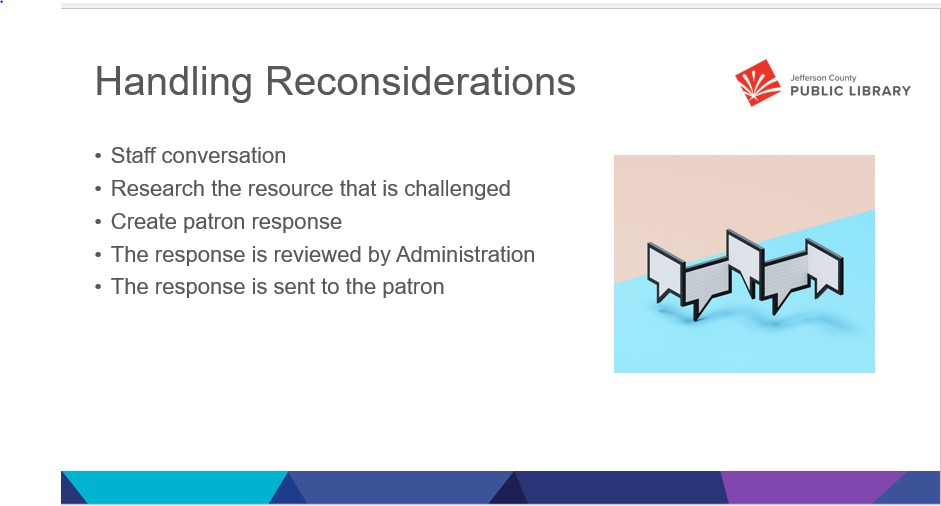 Handling Reconsiderations
Jefferson County
PUBLIC LIBRARY
• Staff conversation
• Research the resource that is challenged
• Create patron response
• The response is reviewed by Administration
• The response is sent to the patron